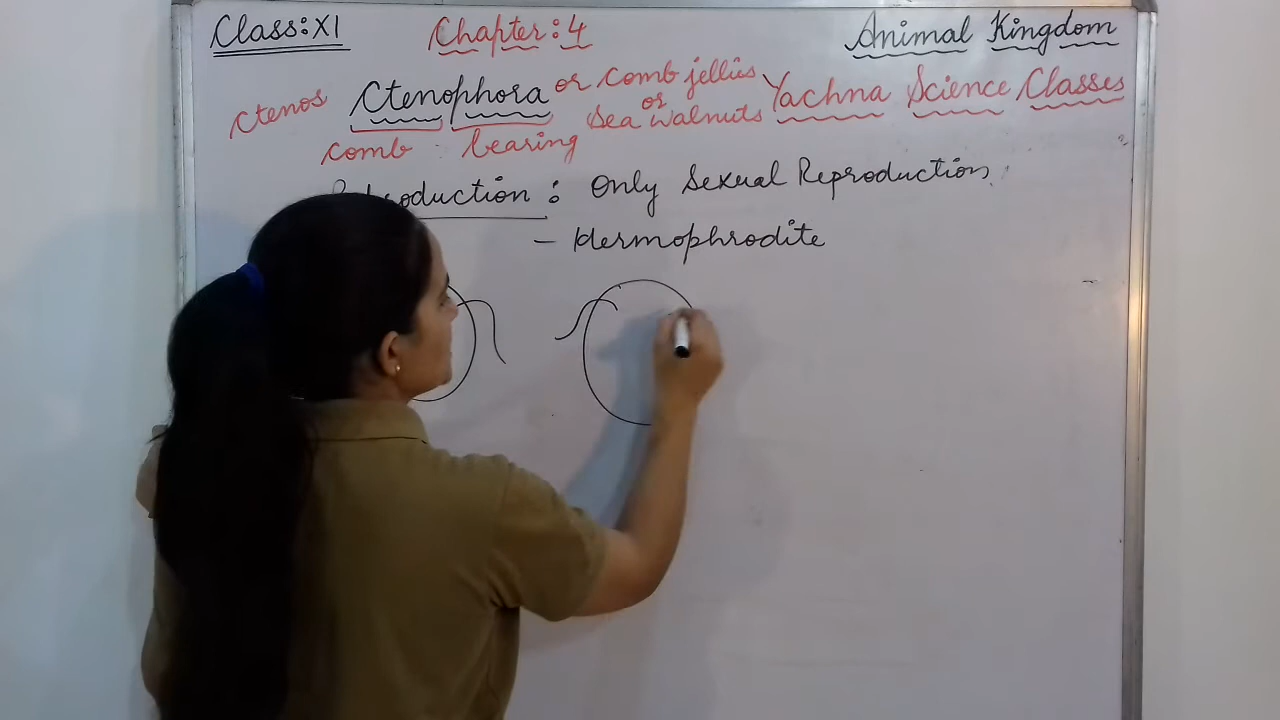 Class:XI Chapter:4 Animal Kingdom
Ctenos Ctenophora or Comb jellies Yachna Science Classes
or
Sea walnuts
comb : bearing
: Only Sexual Reproduction
- Hermophrodite